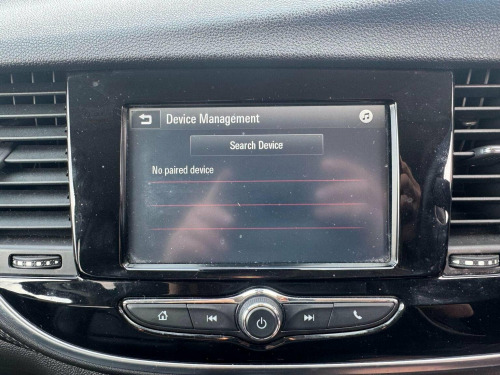 Device Management
Search Device
No paired device